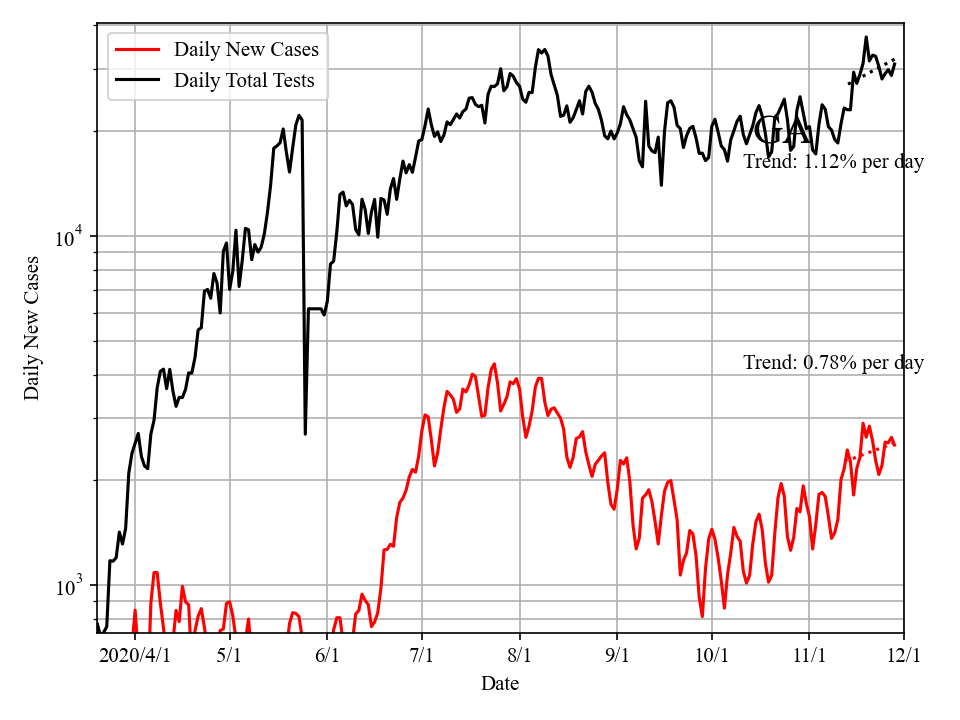 Daily New Cases
Daily Total Tests
GA
Trend: 1.12% per day
Trend: 0.78% per day
10^4
10^3
Daily New Cases
2020/4/1 5/1 6/1 7/1 8/1 9/1 10/1 11/1 12/1
Date